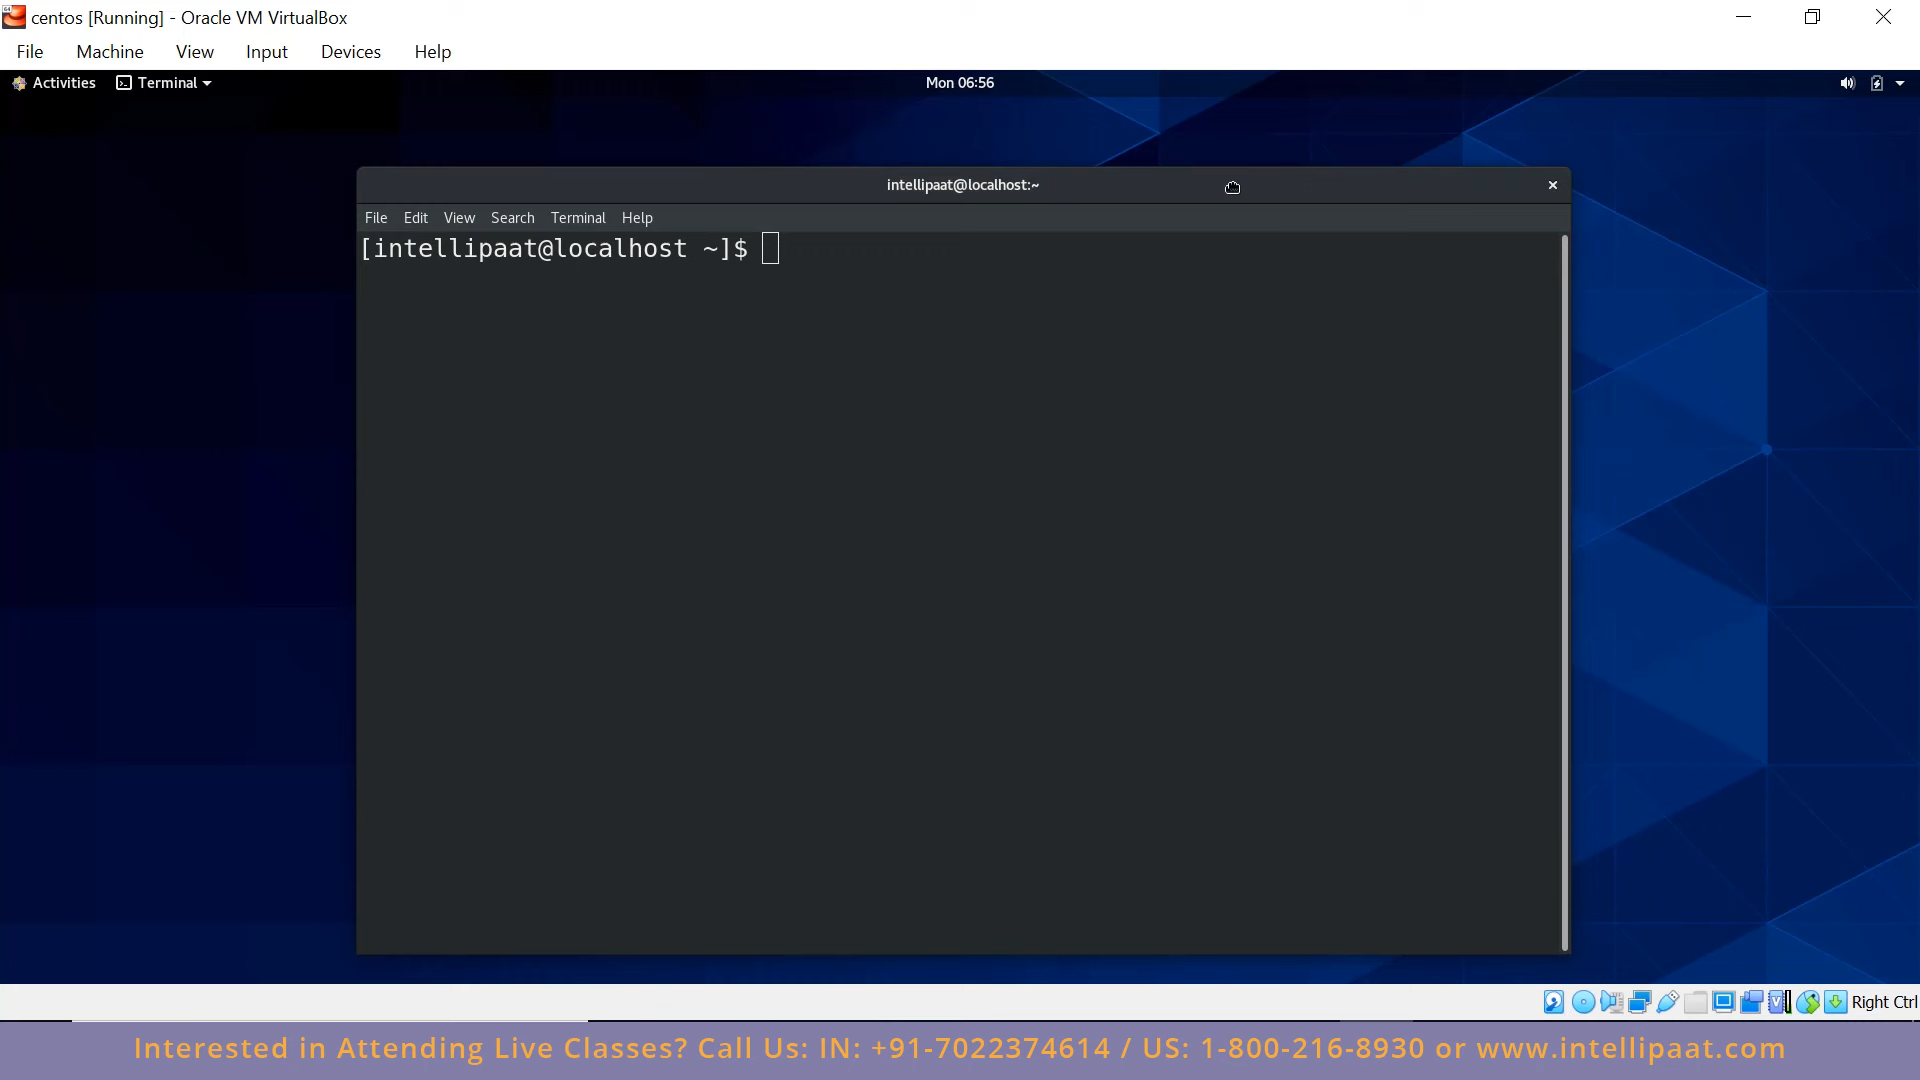 centos [Running] - Oracle VM VirtualBox
File Machine View Input Devices Help
Activities Terminal Mon 06:56
intellipaat@localhost:~
File Edit View Search Terminal Help
[intellipaat@localhost ~]$
Right Ctrl
Interested in Attending Live Classes? Call Us: IN: +91-7022374614 / US: 1-800-216-8930 or www.intellipaat.com